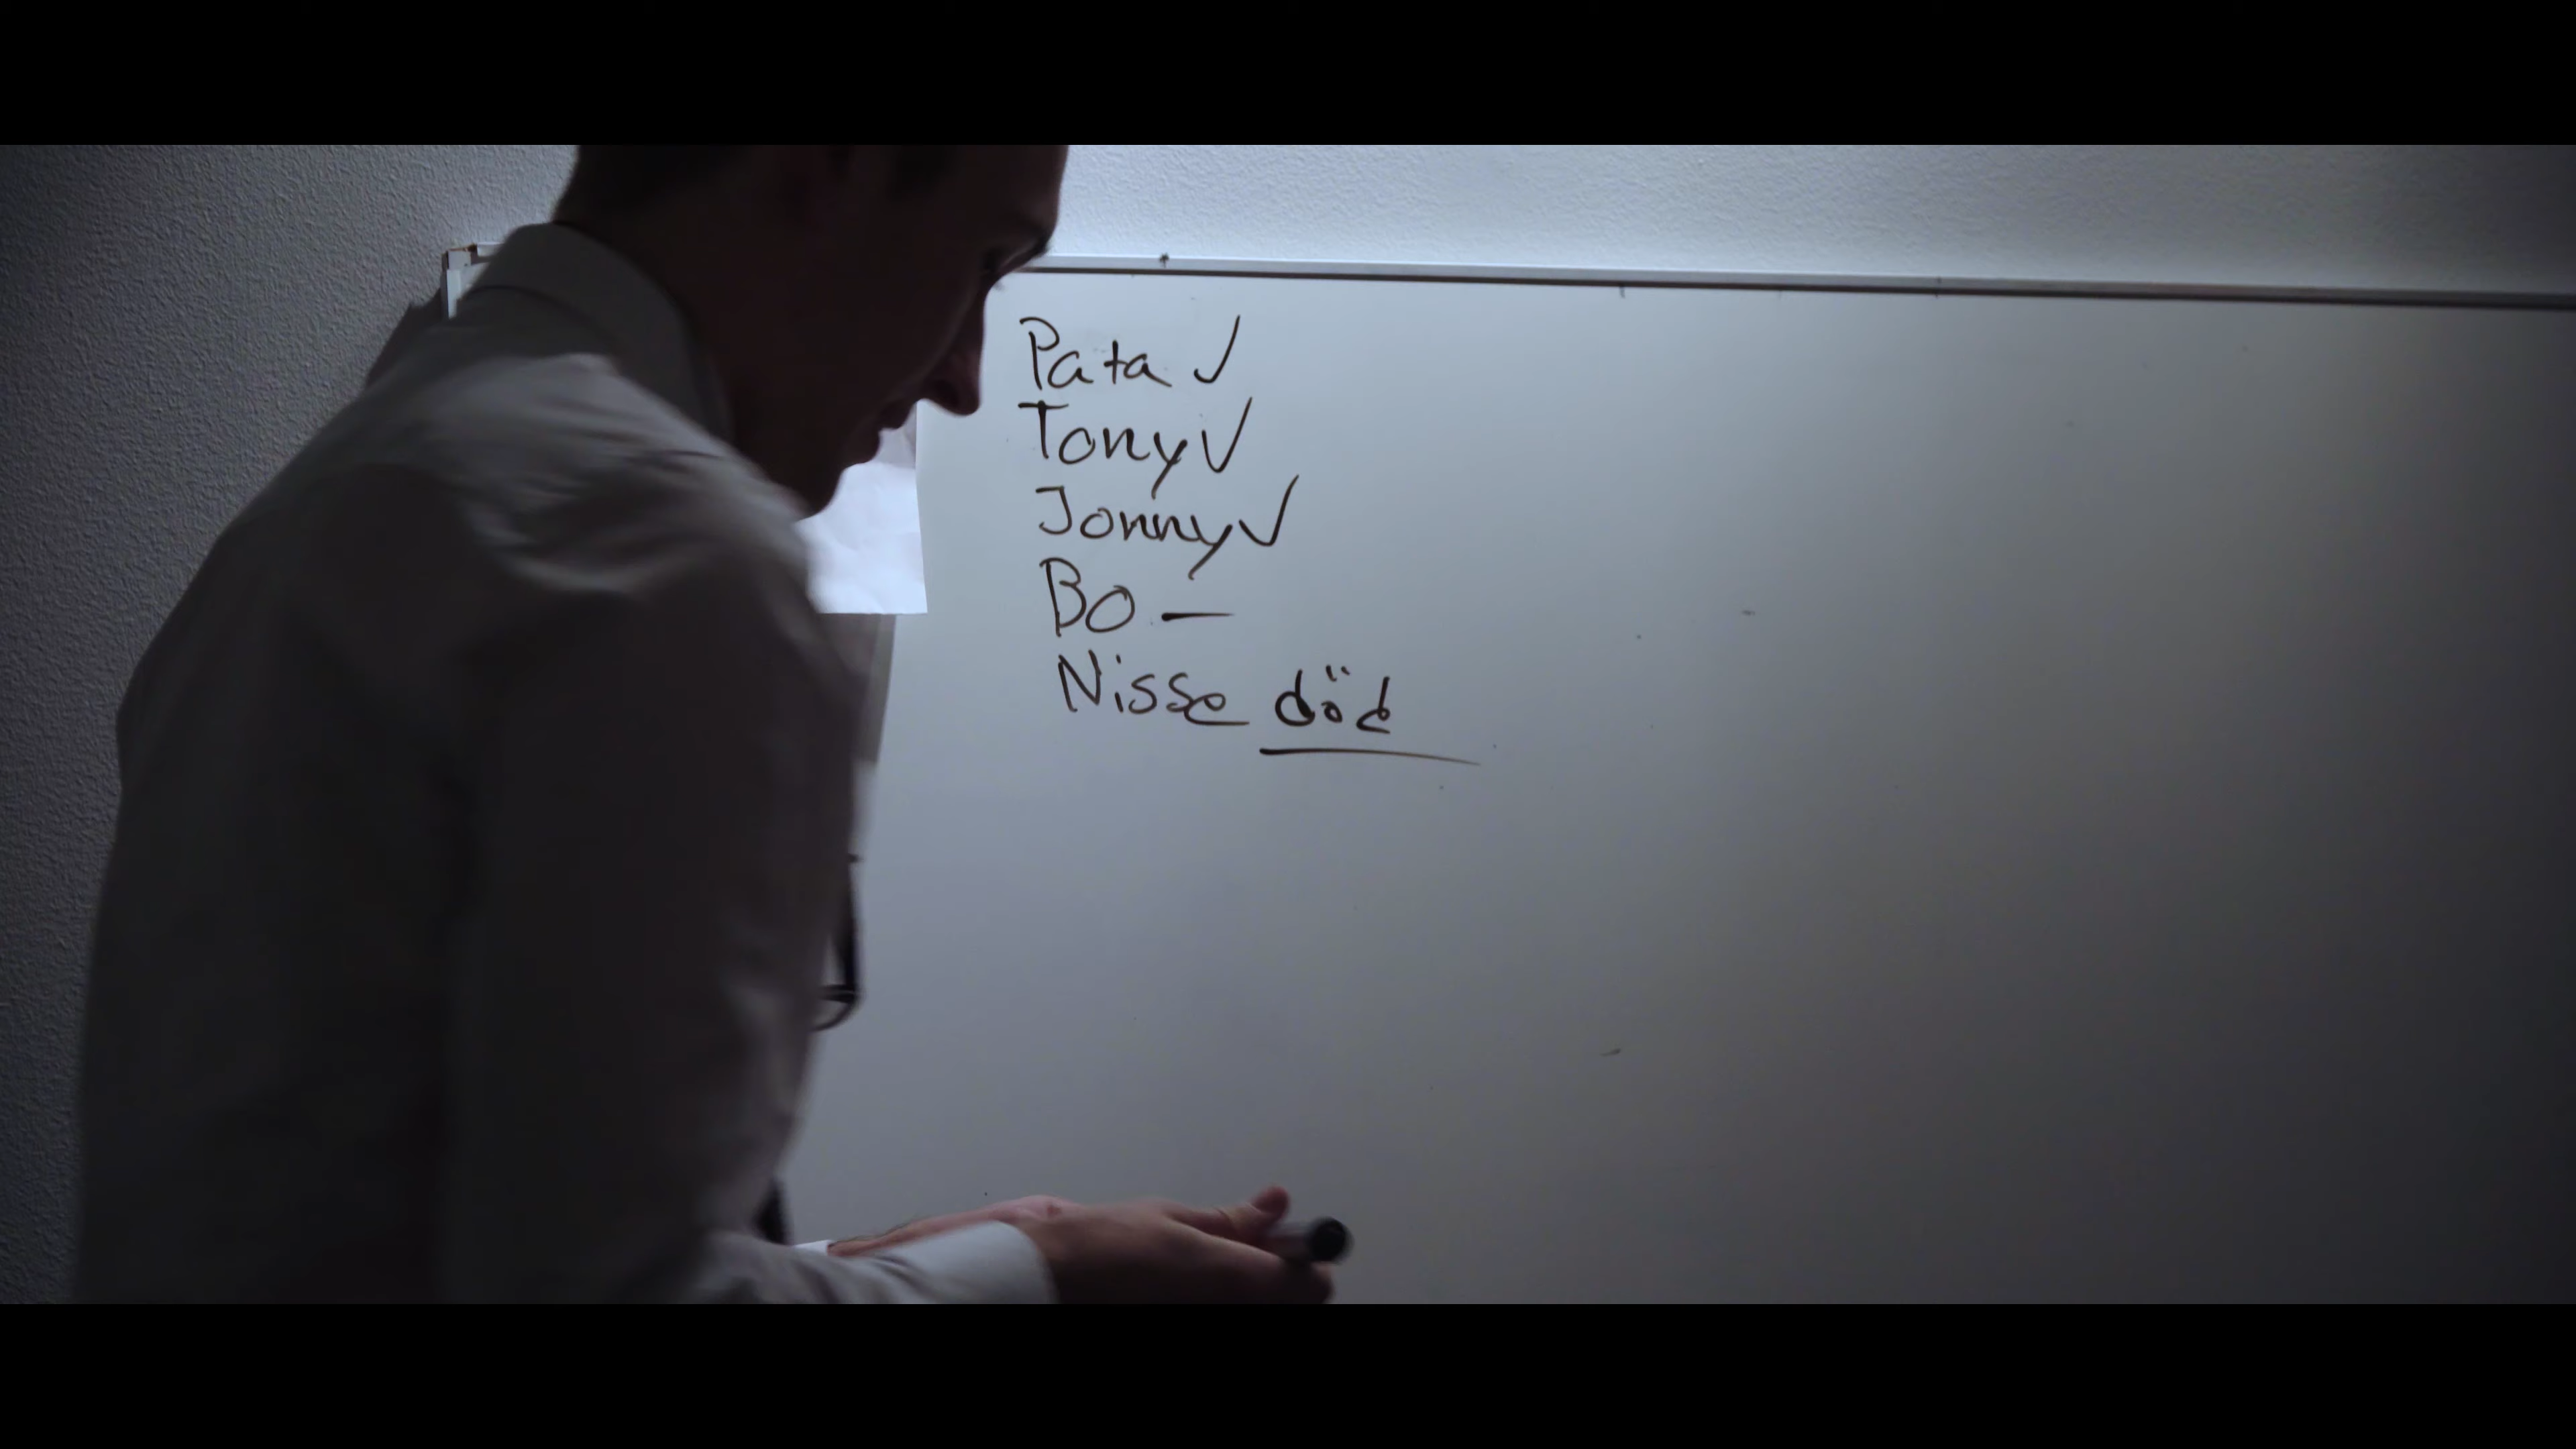 Pata ✓
Tony ✓
Jonny ✓
Bo —
Nisse död